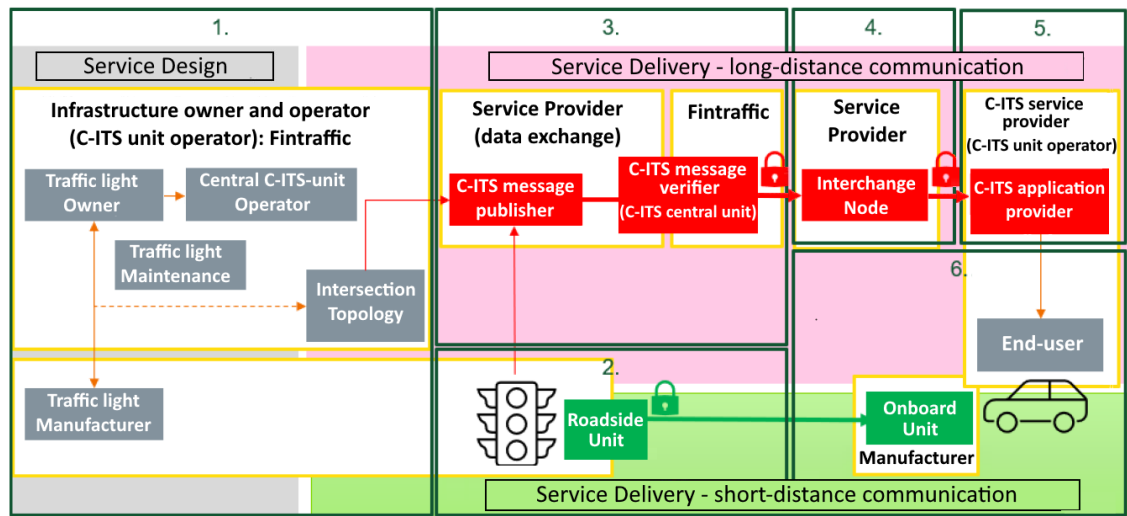 1.
3.
4.
5.
Service Design
Service Delivery - long-distance communication
Infrastructure owner and operator
(C-ITS unit operator): Fintraffic
Traffic light
Owner
Central C-ITS-unit
Operator
Traffic light
Maintenance
Intersection
Topology
Service Provider
(data exchange)
Fintraffic
C-ITS message
publisher
C-ITS message
verifier
(C-ITS central unit)
Service
Provider
Interchange
Node
C-ITS service
provider
(C-ITS unit operator)
C-ITS application
provider
6.
End-user
2.
Traffic light
Manufacturer
Roadside
Unit
Onboard
Unit
Manufacturer
Service Delivery - short-distance communication